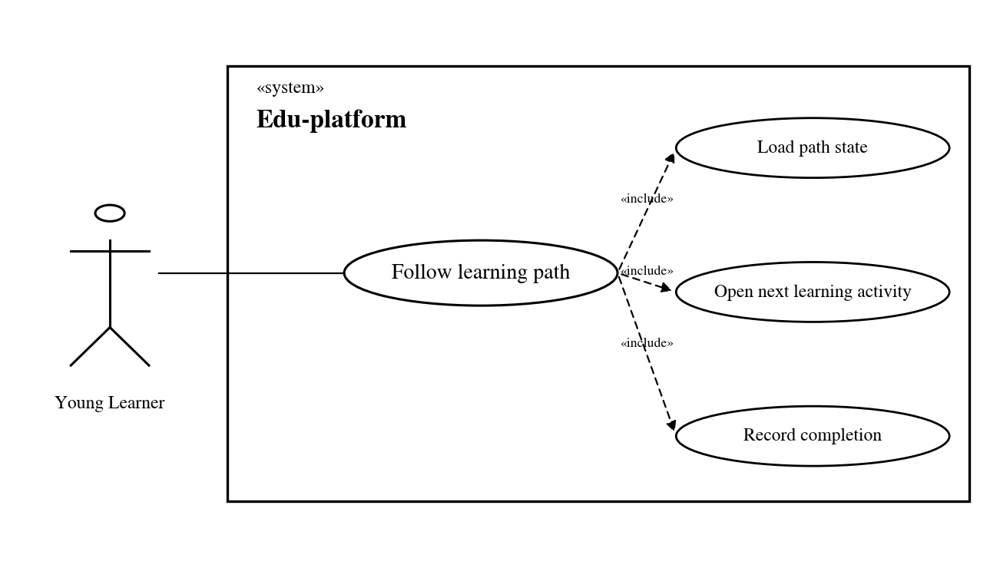 «system»
Edu-platform
Load path state
«include»
Follow learning path
«include»
Open next learning activity
«include»
Young Learner
Record completion